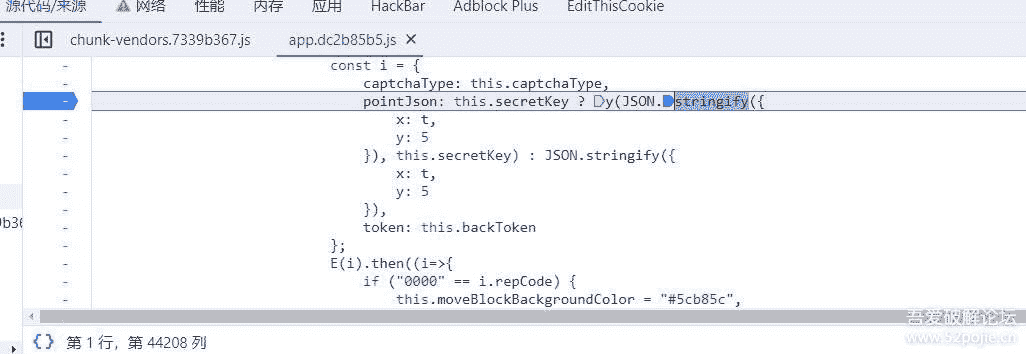 源代码/来源 网络 性能 内存 应用 HackBar Adblock Plus EditThisCookie
chunk-vendors.7339b367.js app.dc2b85b5.js ×
- const i = {
- captchaType: this.captchaType,
- pointJson: this.secretKey ? y(JSON.stringify({
- x: t,
- y: 5
- }), this.secretKey) : JSON.stringify({
- x: t,
- y: 5
- }),
- token: this.backToken
- };
- E(i).then((i=>{
- if ("0000" == i.repCode) {
- this.moveBlockBackgroundColor = "#5cb85c",
{} 第 1 行，第 44208 列
吾爱破解论坛
www.52pojie.cn